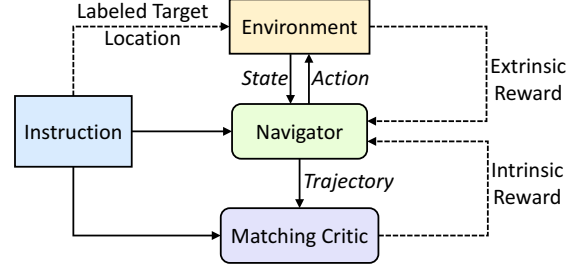 Labeled Target
Location
Environment
State
Action
Extrinsic
Reward
Instruction
Navigator
Trajectory
Intrinsic
Reward
Matching Critic